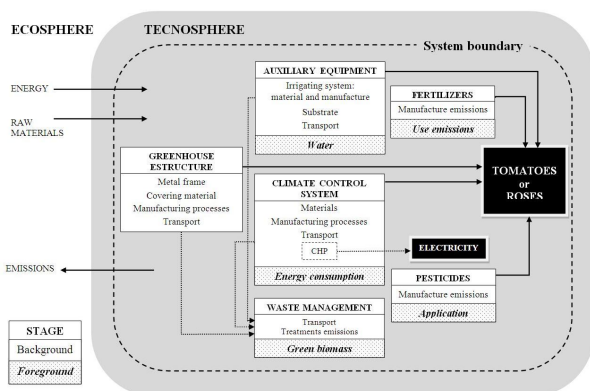 ECOSPHERE
TECNOSPHERE
System boundary
ENERGY
RAW
MATERIALS
EMISSIONS
AUXILIARY EQUIPMENT
Irrigating system:
material and manufacture
Substrate
Transport
Water
FERTILIZERS
Manufacture emissions
Use emissions
GREENHOUSE
ESTRUCTURE
Metal frame
Covering material
Manufacturing processes
Transport
CLIMATE CONTROL
SYSTEM
Materials
Manufacturing processes
Transport
CHP
Energy consumption
TOMATOES
or
ROSES
ELECTRICITY
PESTICIDES
Manufacture emissions
Application
WASTE MANAGEMENT
Transport
Treatments emissions
Green biomass
STAGE
Background
Foreground